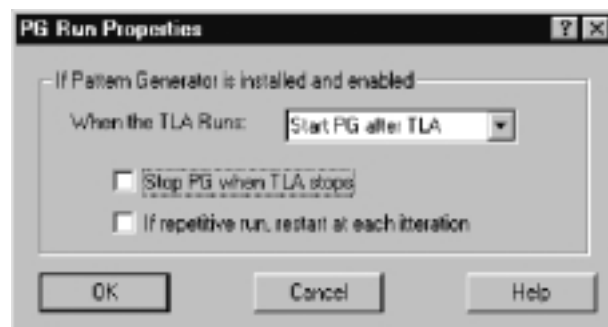 PG Run Properties
If Pattern Generator is installed and enabled
When the TLA Runs: Start PG after TLA
Stop PG when TLA stops
If repetitive run, restart at each itteration
OK Cancel Help